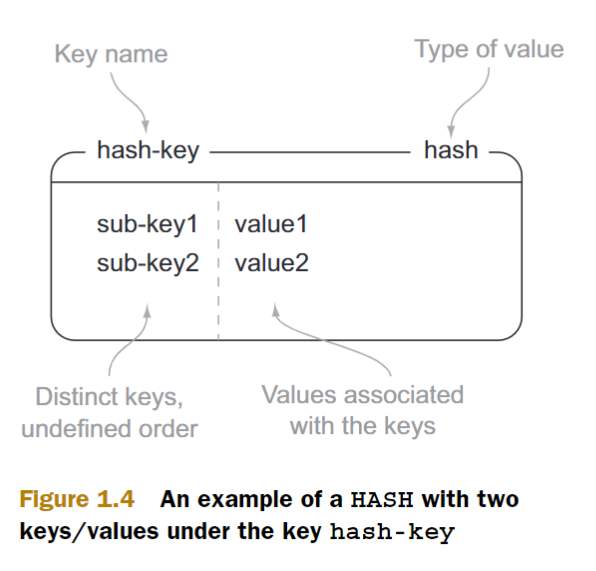 Key name
Type of value
hash-key
hash
sub-key1 value1
sub-key2 value2
Distinct keys,
undefined order
Values associated
with the keys
Figure 1.4 An example of a HASH with two
keys/values under the key hash-key